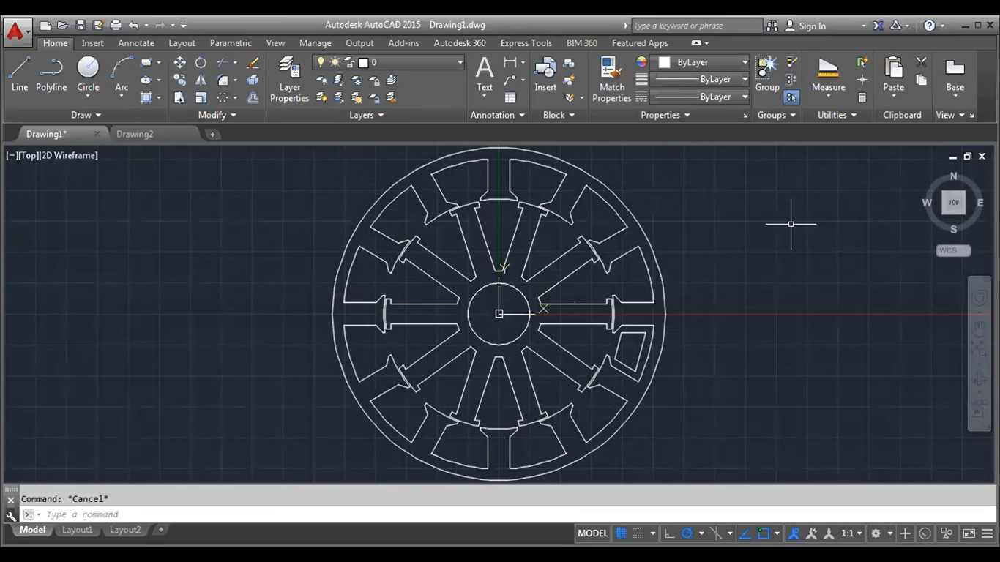 Autodesk AutoCAD 2015 Drawing1.dwg Type a keyword or phrase Sign In
Home Insert Annotate Layout Parametric View Manage Output Add-ins Autodesk 360 Express Tools BIM 360 Featured Apps
0 ByLayer
ByLayer
ByLayer
Line Polyline Circle Arc Layer Properties Text Insert Match Properties Group Measure Paste Base
Draw Modify Layers Annotation Block Properties Groups Utilities Clipboard View
Drawing1* Drawing2
[−][Top][2D Wireframe]
N
W TOP E
S
WCS
Y
X
Command: *Cancel*
Type a command
Model Layout1 Layout2 MODEL 1:1